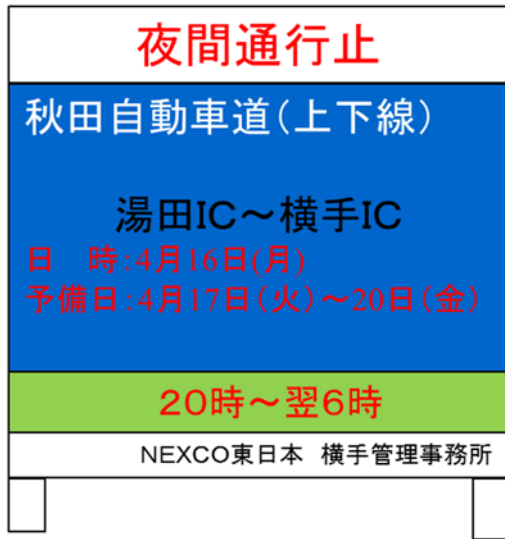 夜間通行止
秋田自動車道(上下線)
湯田IC～横手IC
日　時:4月16日(月)
予備日:4月17日(火)～20日(金)
20時～翌6時
NEXCO東日本 横手管理事務所